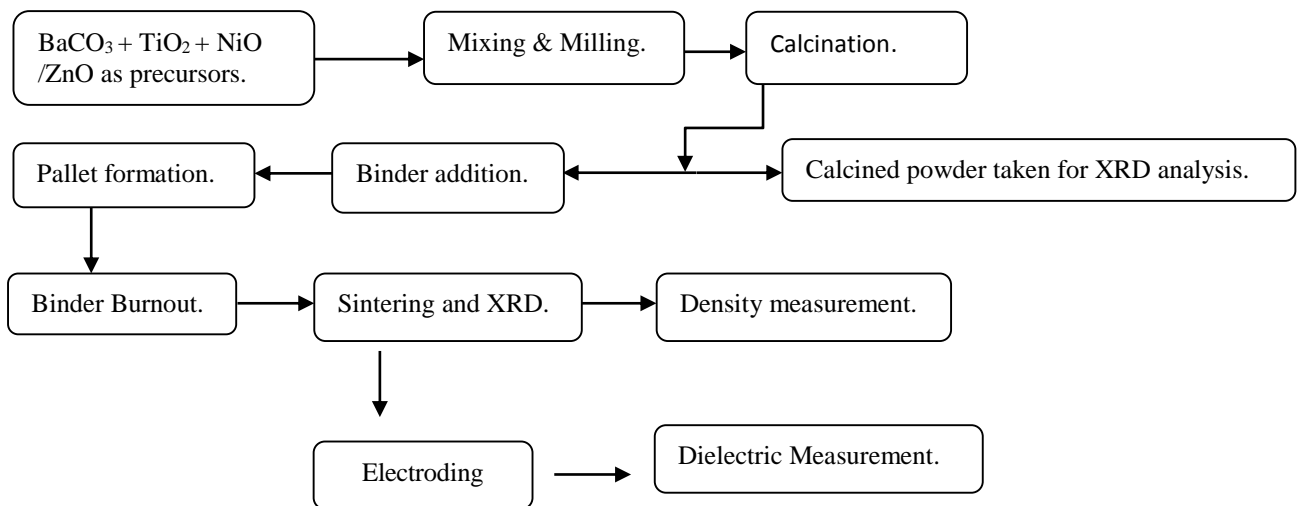 BaCO₃ + TiO₂ + NiO
/ZnO as precursors.
Mixing & Milling.
Calcination.
Pallet formation.
Binder addition.
Calcined powder taken for XRD analysis.
Binder Burnout.
Sintering and XRD.
Density measurement.
Electroding
Dielectric Measurement.